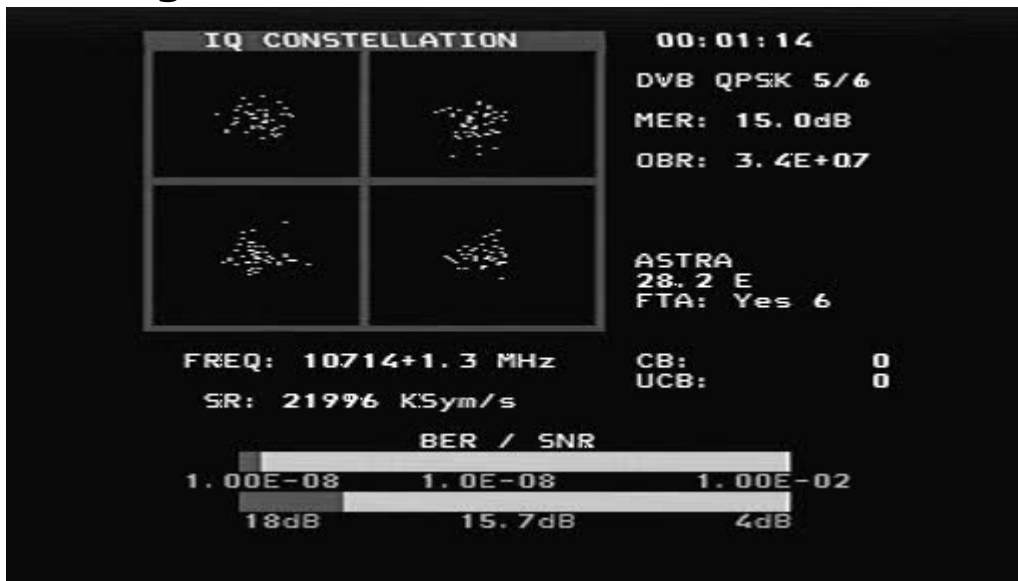 IQ CONSTELLATION
00:01:14
DVB QPSK 5/6
MER: 15.0dB
OBR: 3.4E+07
ASTRA
28.2 E
FTA: Yes 6
FREQ: 10714+1.3 MHz
CB: 0
UCB: 0
SR: 21996 KSym/s
BER / SNR
1.00E-08 1.0E-08 1.00E-02
18dB 15.7dB 4dB